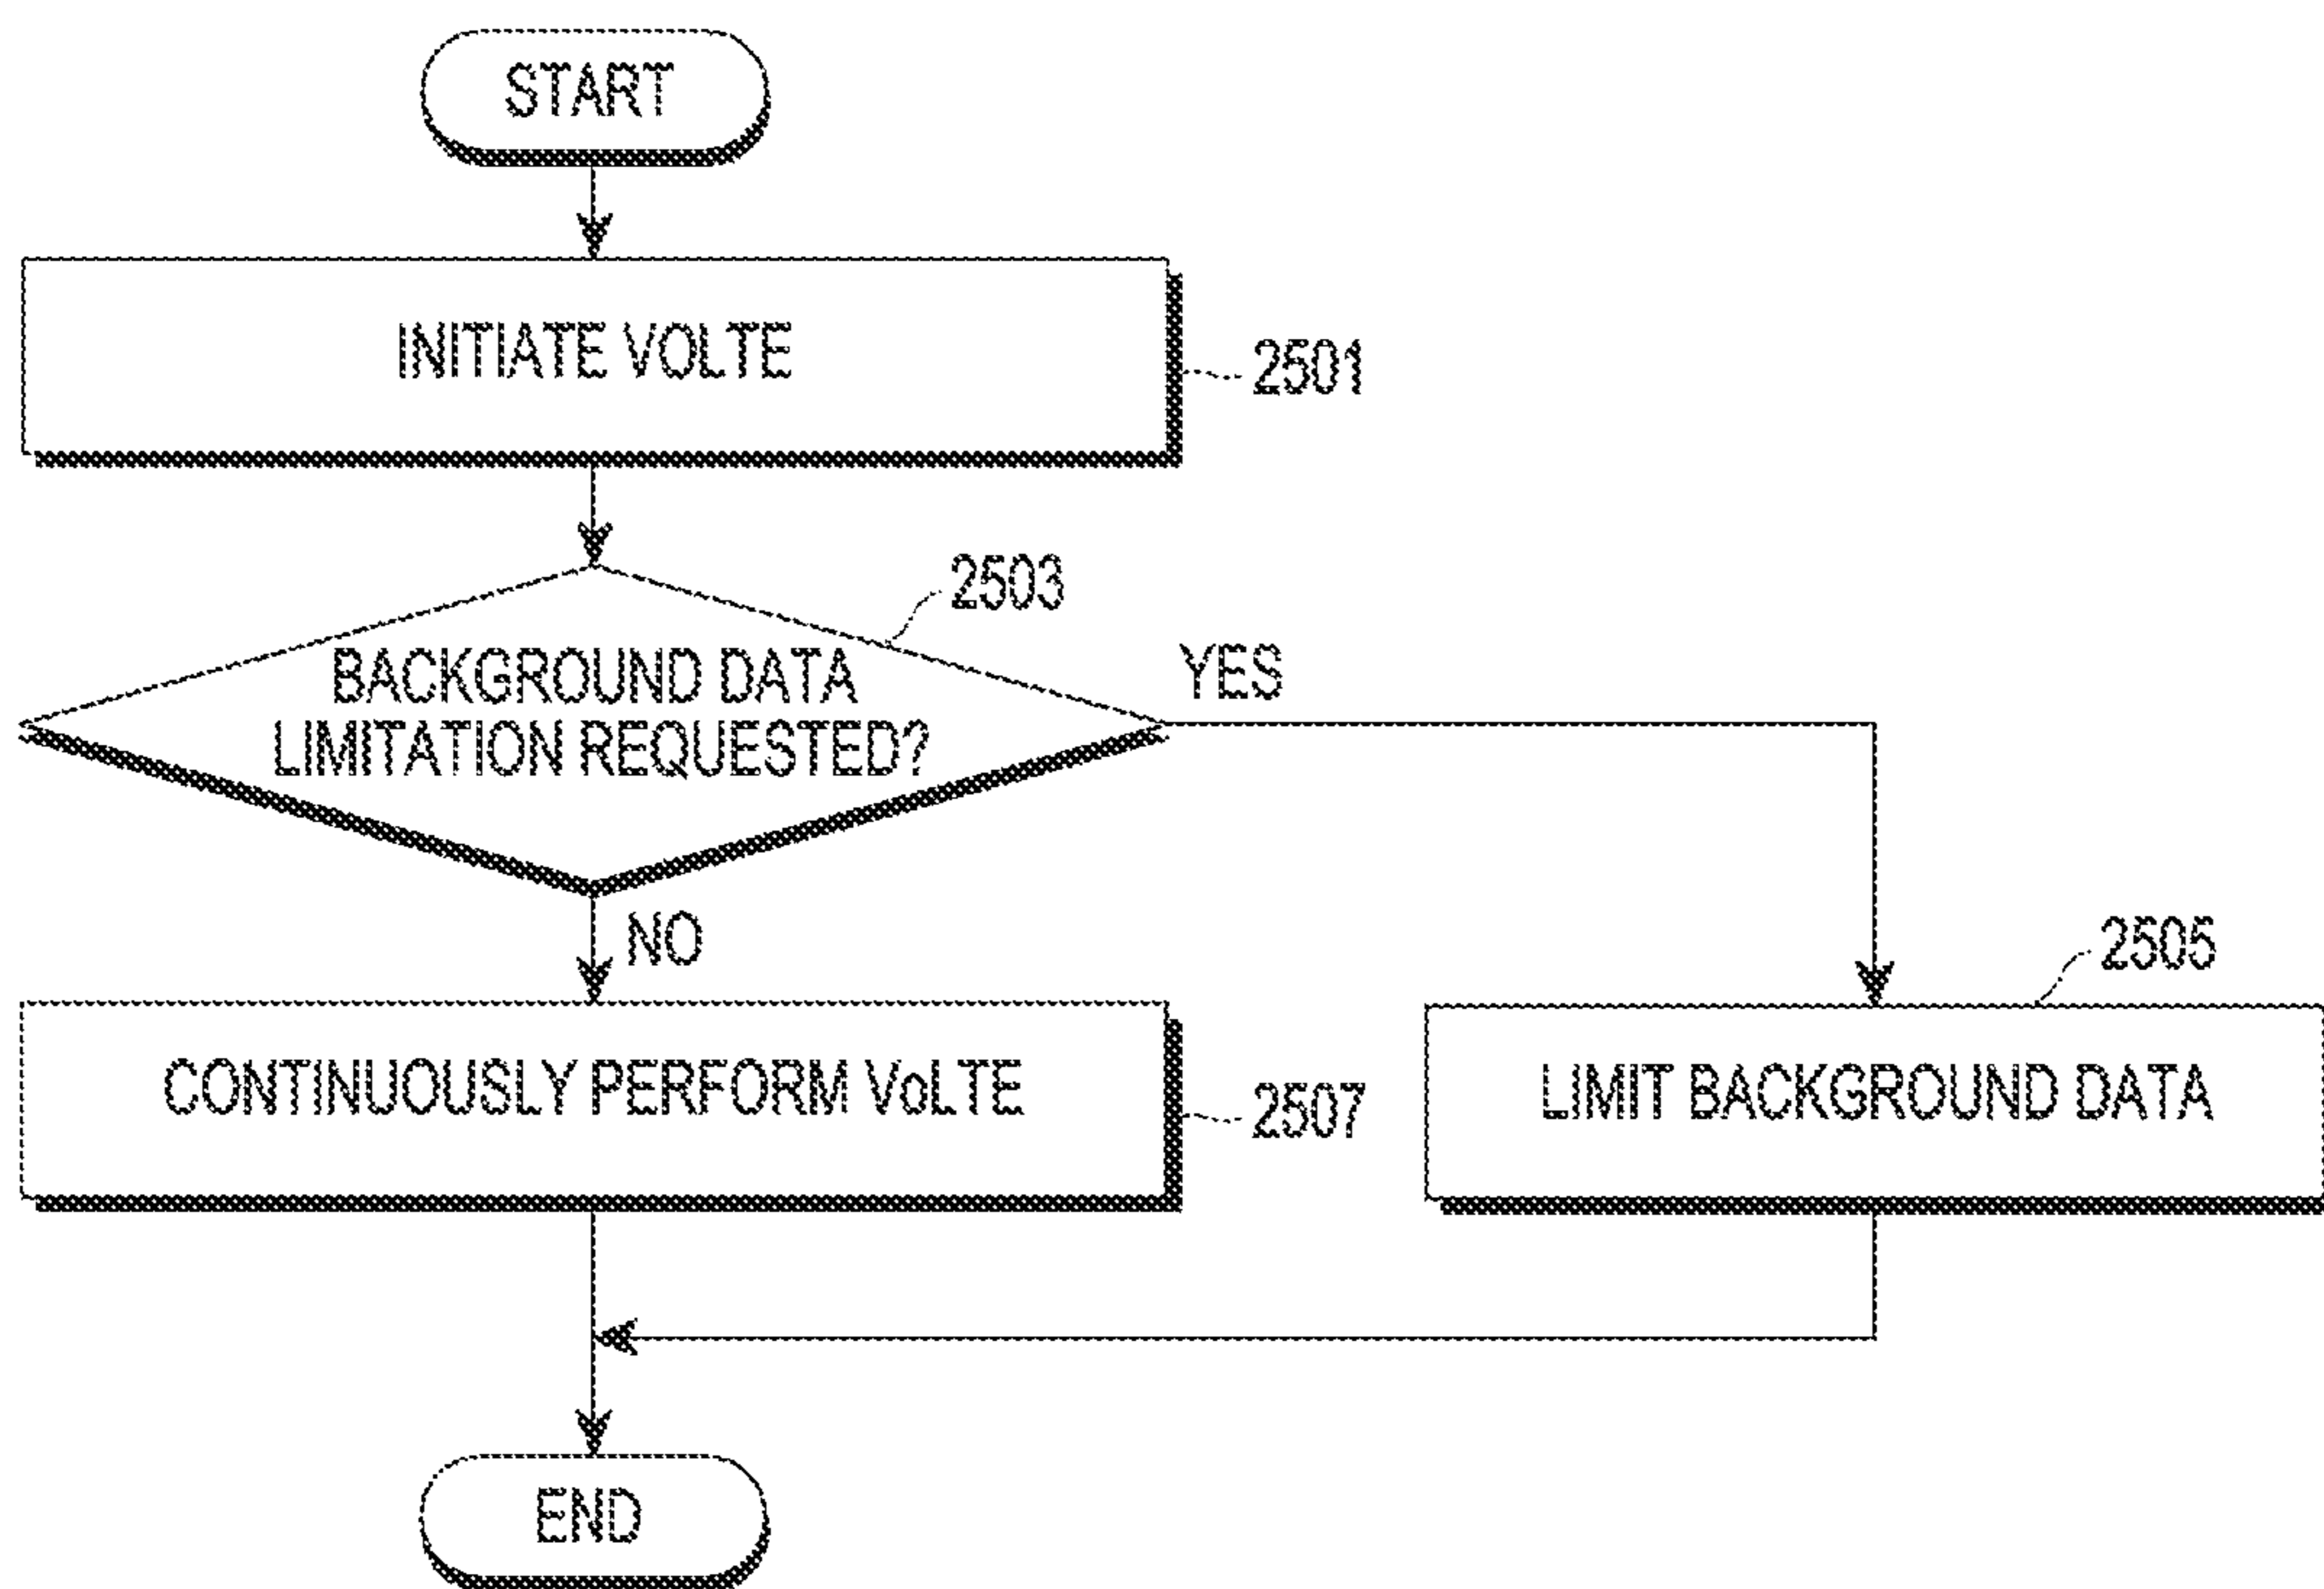 START
INITIATE VOLTE
2501
2503
BACKGROUND DATA
LIMITATION REQUESTED?
YES
NO
2505
CONTINUOUSLY PERFORM VoLTE
2507
LIMIT BACKGROUND DATA
END